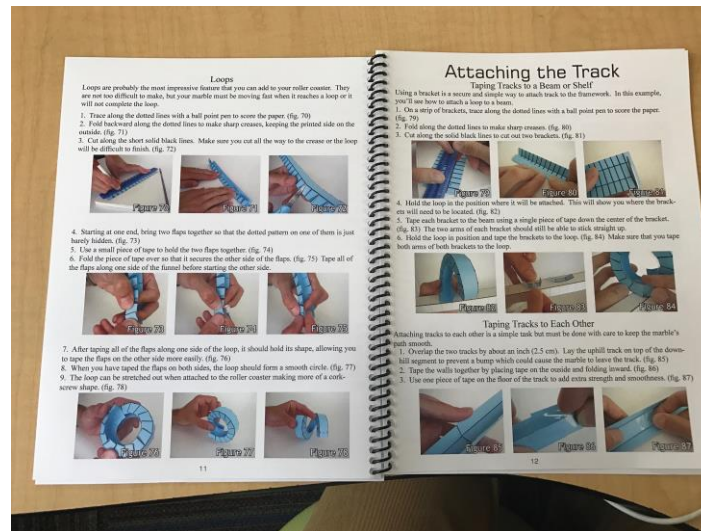 Loops
Loops are probably the most impressive feature that you can add to your roller coaster. They
are not too difficult to make, but your marble must be moving fast when it reaches a loop or it
will not complete the loop.
1. Trace along the dotted lines with a ball point pen to score the paper. (fig. 70)
2. Fold backward along the dotted lines to make sharp creases, keeping the printed side on the
outside. (fig. 71)
3. Cut along the short solid black lines. Make sure you cut all the way to the crease or the loop
will be difficult to finish. (fig. 72)
Figure 70
Figure 71
Figure 72
4. Starting at one end, bring two flaps together so that the dotted pattern on one of them is just
barely hidden. (fig. 73)
5. Use a small piece of tape to hold the two flaps together. (fig. 74)
6. Fold the piece of tape over so that it secures the other side of the flaps. (fig. 75) Tape all of
the flaps along one side of the funnel before starting the other side.
Figure 73
Figure 74
Figure 75
7. After taping all of the flaps along one side of the loop, it should hold its shape, allowing you
to tape the flaps on the other side more easily. (fig. 76)
8. When you have taped the flaps on both sides, the loop should form a smooth circle. (fig. 77)
9. The loop can be stretched out when attached to the roller coaster making more of a cork-
screw shape. (fig. 78)
Figure 76
Figure 77
Figure 78
11
Attaching the Track
Taping Tracks to a Beam or Shelf
Using a bracket is a secure and simple way to attach track to the framework. In this example,
you'll see how to attach a loop to a beam.
1. On a strip of brackets, trace along the dotted lines with a ball point pen to score the paper.
(fig. 79)
2. Fold along the dotted lines to make sharp creases. (fig. 80)
3. Cut along the solid black lines to cut out two brackets. (fig. 81)
Figure 79
Figure 80
Figure 81
4. Hold the loop in the position where it will be attached. This will show you where the brack-
ets will need to be located. (fig. 82)
5. Tape each bracket to the beam using a single piece of tape down the center of the bracket.
(fig. 83) The two arms of each bracket should still be able to stick straight up.
6. Hold the loop in position and tape the brackets to the loop. (fig. 84) Make sure that you tape
both arms of both brackets to the loop.
Figure 82
Figure 83
Figure 84
Taping Tracks to Each Other
Attaching tracks to each other is a simple task but must be done with care to keep the marble's
path smooth.
1. Overlap the two tracks by about an inch (2.5 cm). Lay the uphill track on top of the down-
hill segment to prevent a bump which could cause the marble to leave the track. (fig. 85)
2. Tape the walls together by placing tape on the ouside and folding inward. (fig. 86)
3. Use one piece of tape on the floor of the track to add extra strength and smoothness. (fig. 87)
Figure 85
Figure 86
Figure 87
12